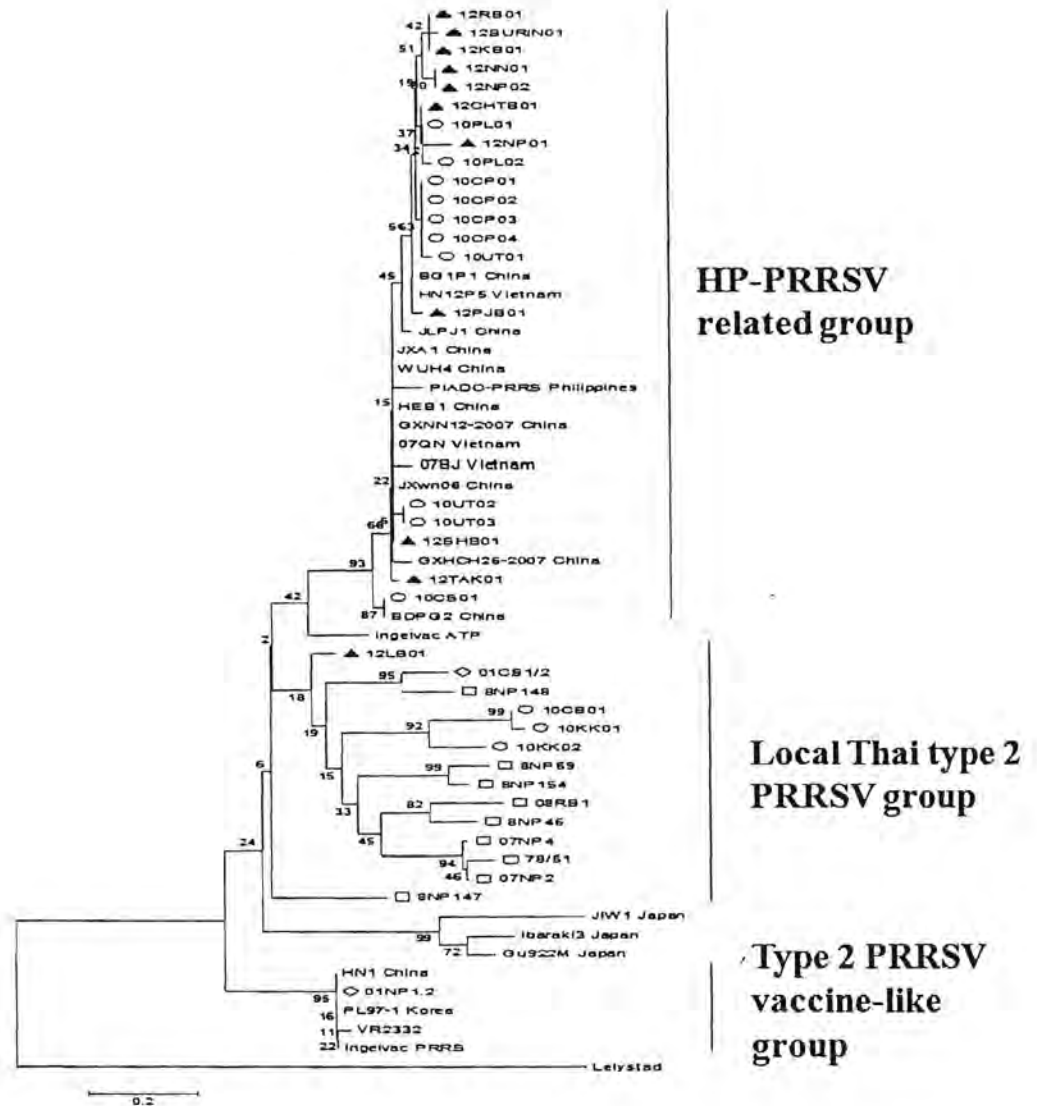 12RB01
42
12BURIN01
51
12KB01
12NN01
12NP02
12CHTB01
10PL01
37
12NP01
34
10PL02
10CP01
10CP02
10CP03
10CP04
10UT01
45
BG1P1 China
HN12P5 Vietnam
12PJB01
JLPJ1 China
JXA1 China
WUH4 China
PIADC-PRRS Philippines
15
HEB1 China
GXNN12-2007 China
07QN Vietnam
07BJ Vietnam
22
JXwn06 China
10UT02
10UT03
12SHB01
GXHCH26-2007 China
93
12TAK01
10CS01
87
BDPG2 China
42
Ingelvac ATP
12LB01
18
95
01CS1/2
8NP148
19
99
10CB01
92
10KK01
10KK02
15
99
8NP59
8NP154
33
82
08RB1
8NP46
45
07NP4
94
78/51
46
07NP2
6
24
8NP147
JIW1 Japan
99
Ibaraki3 Japan
72
Gu922M Japan
HN1 China
95
01NP1.2
16
PL97-1 Korea
11
VR2332
22
Ingelvac PRRS
Lelystad
0.2
HP-PRRSV
related group
Local Thai type 2
PRRSV group
Type 2 PRRSV
vaccine-like
group